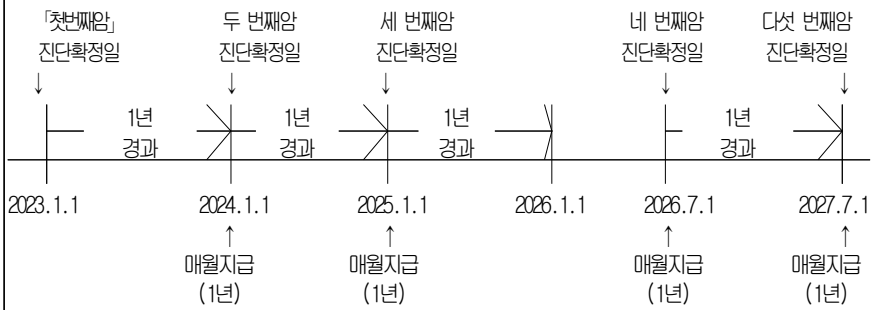 「첫번째암」 두 번째암 세 번째암 네 번째암 다섯 번째암
진단확정일 진단확정일 진단확정일 진단확정일 진단확정일
↓ ↓ ↓ ↓ ↓
1년 1년 1년 1년
경과 경과 경과 경과
2023.1.1 2024.1.1 2025.1.1 2026.1.1 2026.7.1 2027.7.1
↑ ↑ ↑ ↑
매월지급 매월지급 매월지급 매월지급
(1년) (1년) (1년) (1년)